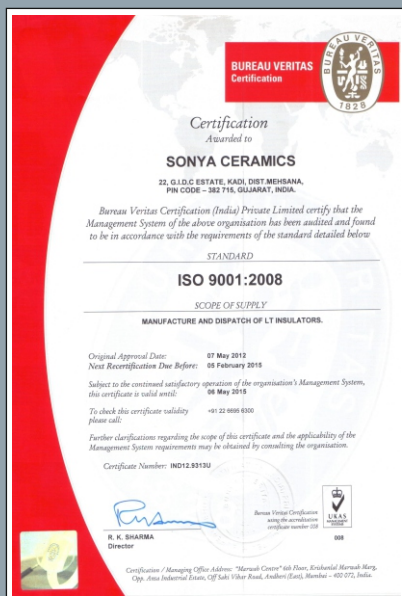 BUREAU VERITAS
Certification
BUREAU VERITAS
1828
Certification
Awarded to
SONYA CERAMICS
22, G.I.D.C ESTATE, KADI, DIST.MEHSANA,
PIN CODE – 382 715, GUJARAT, INDIA.
Bureau Veritas Certification (India) Private Limited certify that the
Management System of the above organisation has been audited and found
to be in accordance with the requirements of the standard detailed below
STANDARD
ISO 9001:2008
SCOPE OF SUPPLY
MANUFACTURE AND DISPATCH OF LT INSULATORS.
Original Approval Date: 07 May 2012
Next Recertification Due Before: 05 February 2015
Subject to the continued satisfactory operation of the organisation's Management System,
this certificate is valid until: 06 May 2015
To check this certificate validity +91 22 6695 6300
please call:
Further clarifications regarding the scope of this certificate and the applicability of the
Management System requirements may be obtained by consulting the organisation.
Certificate Number: IND12.9313U
R. K. SHARMA
Director
Bureau Veritas Certification
using the accreditation
certificate number 008
UKAS
MANAGEMENT
SYSTEMS
008
Certification / Managing Office Address: "Marwah Centre" 6th Floor, Krishanlal Marwah Marg,
Opp. Ansa Industrial Estate, Off Saki Vihar Road, Andheri (East), Mumbai – 400 072, India.